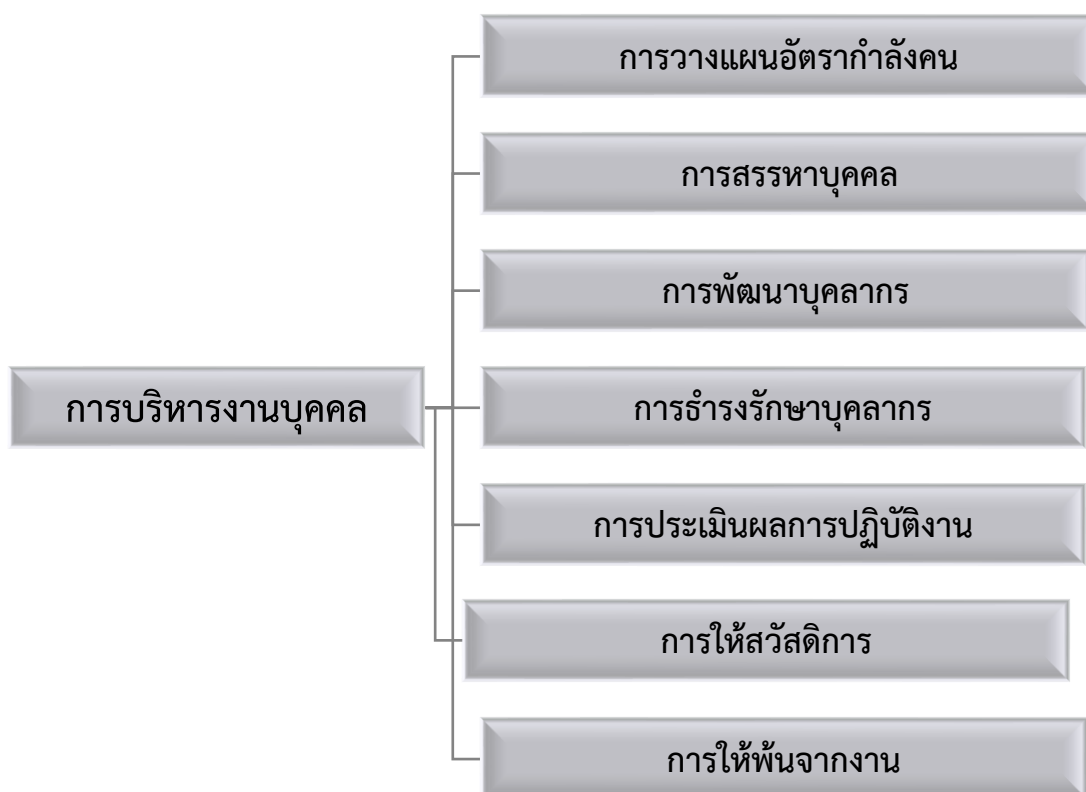 การวางแผนอัตรากำลังคน
การสรรหาบุคคล
การพัฒนาบุคลากร
การบริหารงานบุคคล
การธำรงรักษาบุคลากร
การประเมินผลการปฏิบัติงาน
การให้สวัสดิการ
การให้พ้นจากงาน